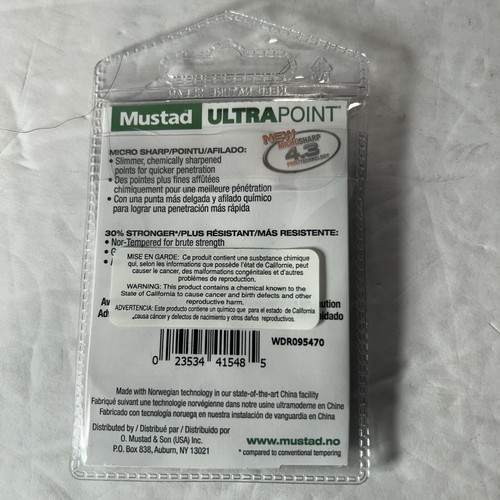 Mustad ULTRAPOINT
NEW
MICROSHARP
4.3
MICRO SHARP/POINTU/AFILADO:
• Slimmer, chemically sharpened
points for quicker penetration
• Des pointes plus fines affûtées
chimiquement pour une meilleure pénétration
• Con una punta más delgada y afilado químico
para lograr una penetración más rápida
30% STRONGER*/PLUS RÉSISTANT/MÁS RESISTENTE:
• Nor-Tempered for brute strength
MISE EN GARDE: Ce produit contient une susbstance chimique
qui, selon les informations que possède l'état de Californie, peut
causer le cancer, des malformations congénitales et d'autres
problèmes de reproduction.
WARNING: This product contains a chemical known to the
State of California to cause cancer and birth defects and other
reproductive harm.
ADVERTENCIA: Este producto contiene un químico que para el estado de California
causa cáncer y defectos de nacimiento y otros daños reproductivos.
WDR095470
0 23534 41548 5
Made with Norwegian technology in our state-of-the-art China facility
Fabriqué suivant une technologie norvégienne dans notre usine ultramoderne en Chine
Fabricado con tecnología noruega en nuestra instalación de vanguardia en China
Distributed by / Distribué par / Distribuido por
O. Mustad & Son (USA) Inc.
P.O. Box 838, Auburn, NY 13021
www.mustad.no
* compared to conventional tempering